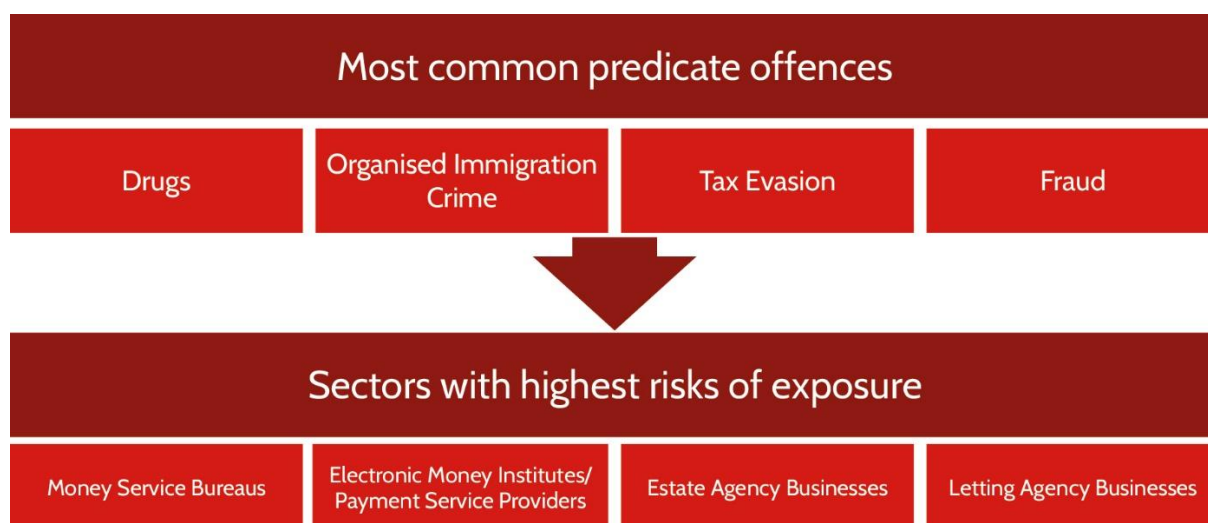 Most common predicate offences
Drugs
Organised Immigration
Crime
Tax Evasion
Fraud
Sectors with highest risks of exposure
Money Service Bureaus
Electronic Money Institutes/
Payment Service Providers
Estate Agency Businesses
Letting Agency Businesses